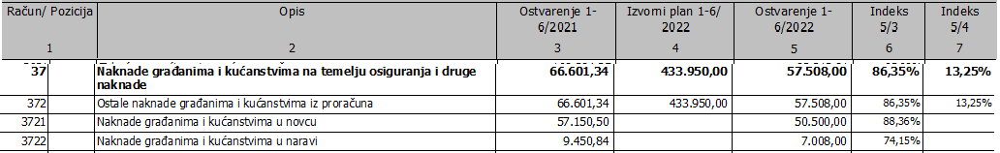 Račun/ Pozicija Opis Ostvarenje 1-6/2021 Izvorni plan 1-6/2022 Ostvarenje 1-6/2022 Indeks 5/3 Indeks 5/4
1 2 3 4 5 6 7
37 Naknade građanima i kućanstvima na temelju osiguranja i druge naknade 66.601,34 433.950,00 57.508,00 86,35% 13,25%
372 Ostale naknade građanima i kućanstvima iz proračuna 66.601,34 433.950,00 57.508,00 86,35% 13,25%
3721 Naknade građanima i kućanstvima u novcu 57.150,50 50.500,00 88,36%
3722 Naknade građanima i kućanstvima u naravi 9.450,84 7.008,00 74,15%